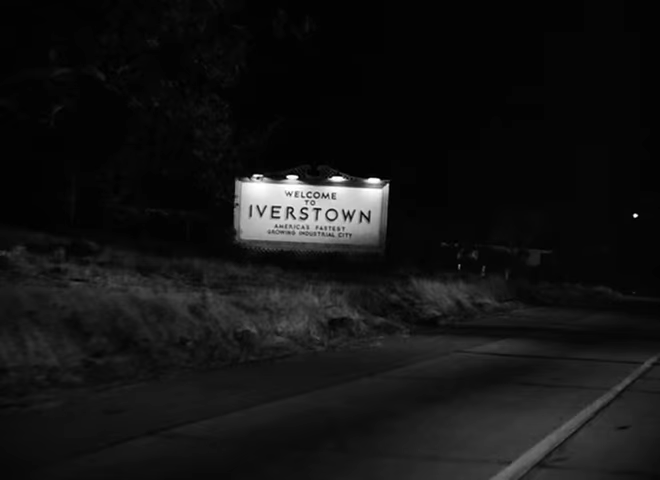 WELCOME
TO
IVERSTOWN
AMERICA'S FASTEST
GROWING INDUSTRIAL CITY